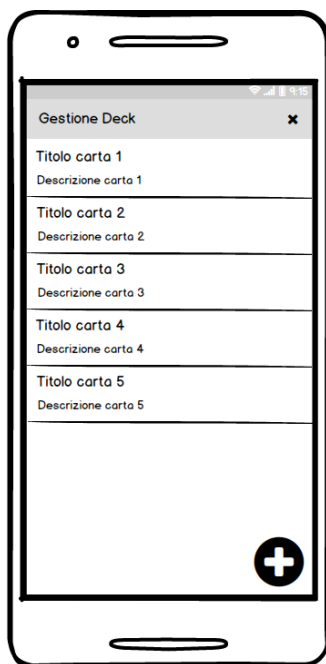 9:15
Gestione Deck
Titolo carta 1
Descrizione carta 1
Titolo carta 2
Descrizione carta 2
Titolo carta 3
Descrizione carta 3
Titolo carta 4
Descrizione carta 4
Titolo carta 5
Descrizione carta 5